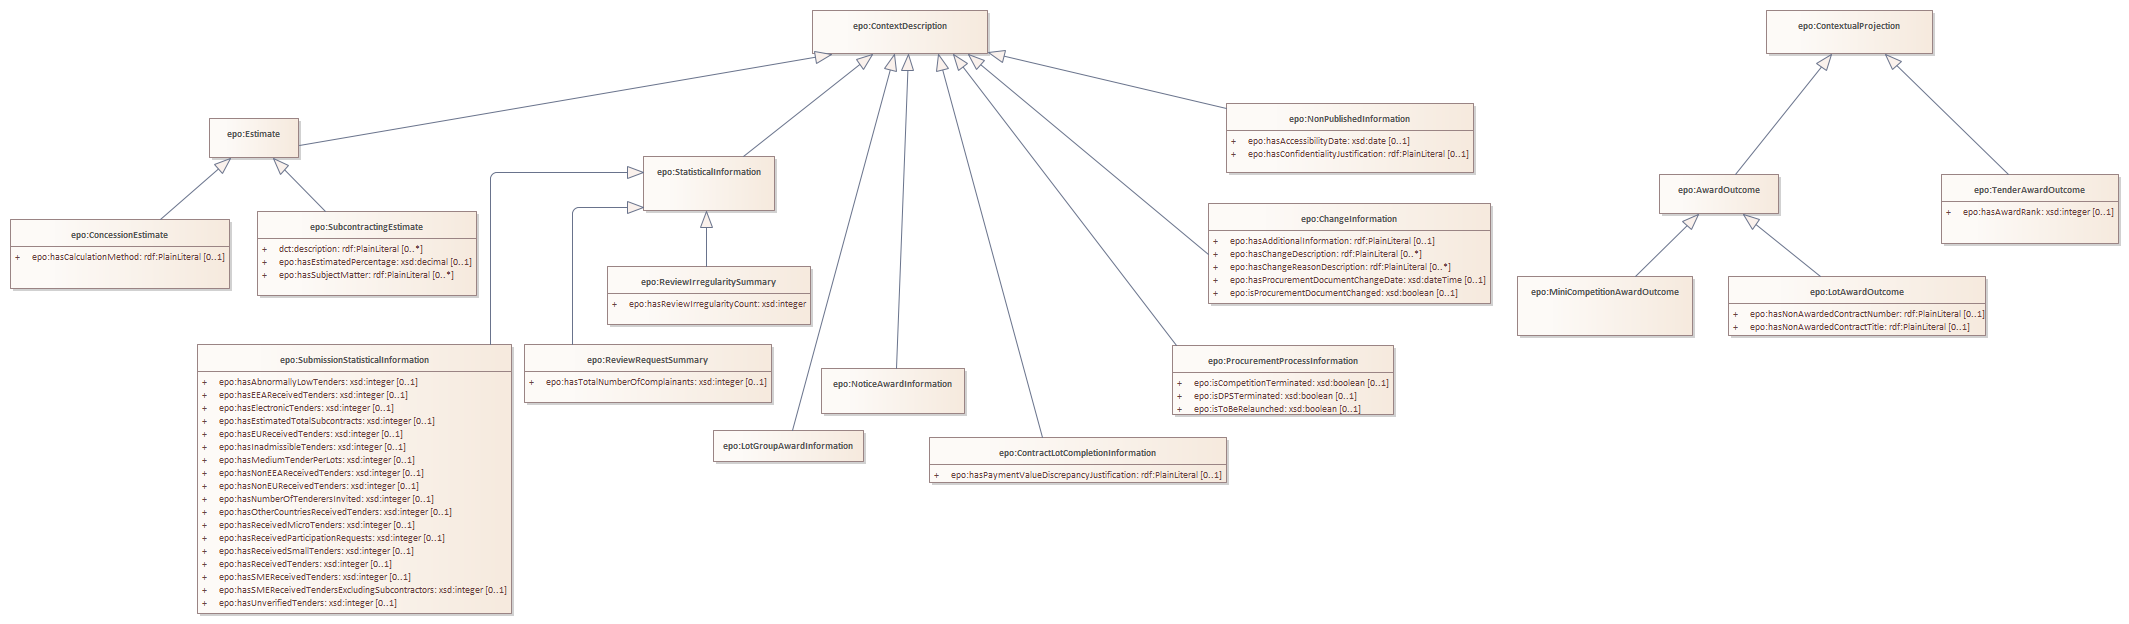 epo:ContextDescription
epo:ContextualProjection
epo:Estimate
epo:ConcessionEstimate
+ epo:hasCalculationMethod: rdf:PlainLiteral [0..1]
epo:SubcontractingEstimate
+ dct:description: rdf:PlainLiteral [0..*]
+ epo:hasEstimatedPercentage: xsd:decimal [0..1]
+ epo:hasSubjectMatter: rdf:PlainLiteral [0..*]
epo:StatisticalInformation
epo:ReviewIrregularitySummary
+ epo:hasReviewIrregularityCount: xsd:integer
epo:SubmissionStatisticalInformation
+ epo:hasAbnormallyLowTenders: xsd:integer [0..1]
+ epo:hasEEAReceivedTenders: xsd:integer [0..1]
+ epo:hasElectronicTenders: xsd:integer [0..1]
+ epo:hasEstimatedTotalSubcontracts: xsd:integer [0..1]
+ epo:hasEUReceivedTenders: xsd:integer [0..1]
+ epo:hasInadmissibleTenders: xsd:integer [0..1]
+ epo:hasMediumTenderPerLots: xsd:integer [0..1]
+ epo:hasNonEEAReceivedTenders: xsd:integer [0..1]
+ epo:hasNonEUReceivedTenders: xsd:integer [0..1]
+ epo:hasNumberOfTenderersInvited: xsd:integer [0..1]
+ epo:hasOtherCountriesReceivedTenders: xsd:integer [0..1]
+ epo:hasReceivedMicroTenders: xsd:integer [0..1]
+ epo:hasReceivedParticipationRequests: xsd:integer [0..1]
+ epo:hasReceivedSmallTenders: xsd:integer [0..1]
+ epo:hasReceivedTenders: xsd:integer [0..1]
+ epo:hasSMEReceivedTenders: xsd:integer [0..1]
+ epo:hasSMEReceivedTendersExcludingSubcontractors: xsd:integer [0..1]
+ epo:hasUnverifiedTenders: xsd:integer [0..1]
epo:ReviewRequestSummary
+ epo:hasTotalNumberOfComplainants: xsd:integer [0..1]
epo:NoticeAwardInformation
epo:LotGroupAwardInformation
epo:ContractLotCompletionInformation
+ epo:hasPaymentValueDiscrepancyJustification: rdf:PlainLiteral [0..1]
epo:ProcurementProcessInformation
+ epo:isCompetitionTerminated: xsd:boolean [0..1]
+ epo:isDPSTerminated: xsd:boolean [0..1]
+ epo:isToBeRelaunched: xsd:boolean [0..1]
epo:ChangeInformation
+ epo:hasAdditionalInformation: rdf:PlainLiteral [0..1]
+ epo:hasChangeDescription: rdf:PlainLiteral [0..*]
+ epo:hasChangeReasonDescription: rdf:PlainLiteral [0..*]
+ epo:hasProcurementDocumentChangeDate: xsd:dateTime [0..1]
+ epo:isProcurementDocumentChanged: xsd:boolean [0..1]
epo:NonPublishedInformation
+ epo:hasAccessibilityDate: xsd:date [0..1]
+ epo:hasConfidentialityJustification: rdf:PlainLiteral [0..1]
epo:AwardOutcome
epo:TenderAwardOutcome
+ epo:hasAwardRank: xsd:integer [0..1]
epo:MiniCompetitionAwardOutcome
epo:LotAwardOutcome
+ epo:hasNonAwardedContractNumber: rdf:PlainLiteral [0..1]
+ epo:hasNonAwardedContractTitle: rdf:PlainLiteral [0..1]